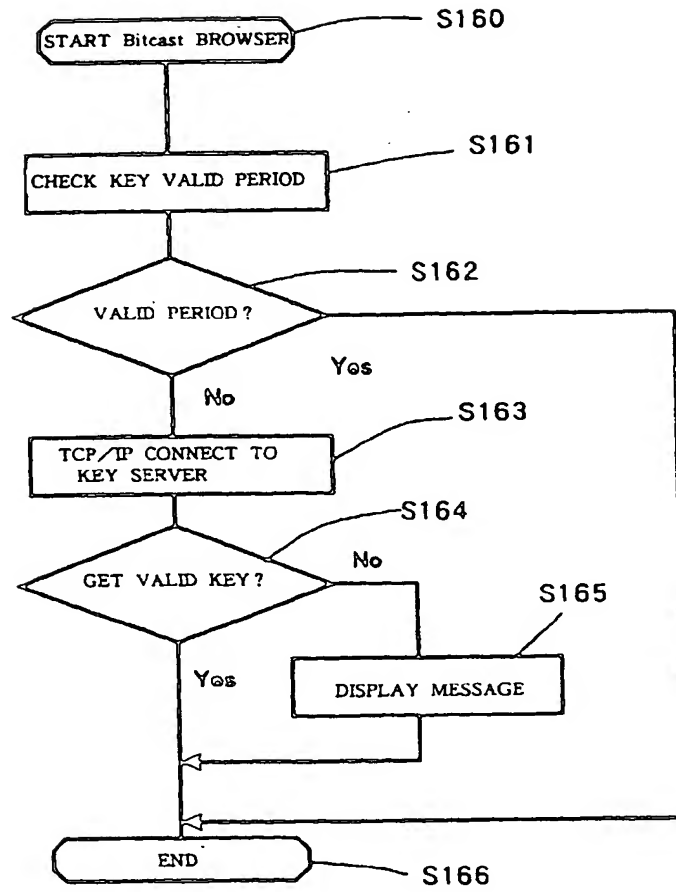 START Bitcast BROWSER
S160
CHECK KEY VALID PERIOD
S161
VALID PERIOD?
S162
Yes
No
TCP/IP CONNECT TO
KEY SERVER
S163
GET VALID KEY?
S164
No
Yes
DISPLAY MESSAGE
S165
END
S166